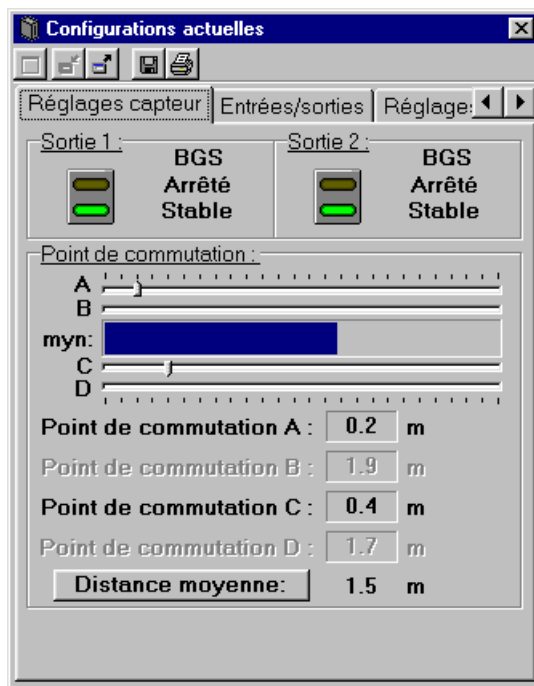 Configurations actuelles
Réglages capteur Entrées/sorties Réglage
Sortie 1 : Sortie 2 :
BGS BGS
Arrêté Arrêté
Stable Stable
Point de commutation :
A
B
myn:
C
D
Point de commutation A : 0.2 m
Point de commutation B : 1.9 m
Point de commutation C : 0.4 m
Point de commutation D : 1.7 m
Distance moyenne: 1.5 m